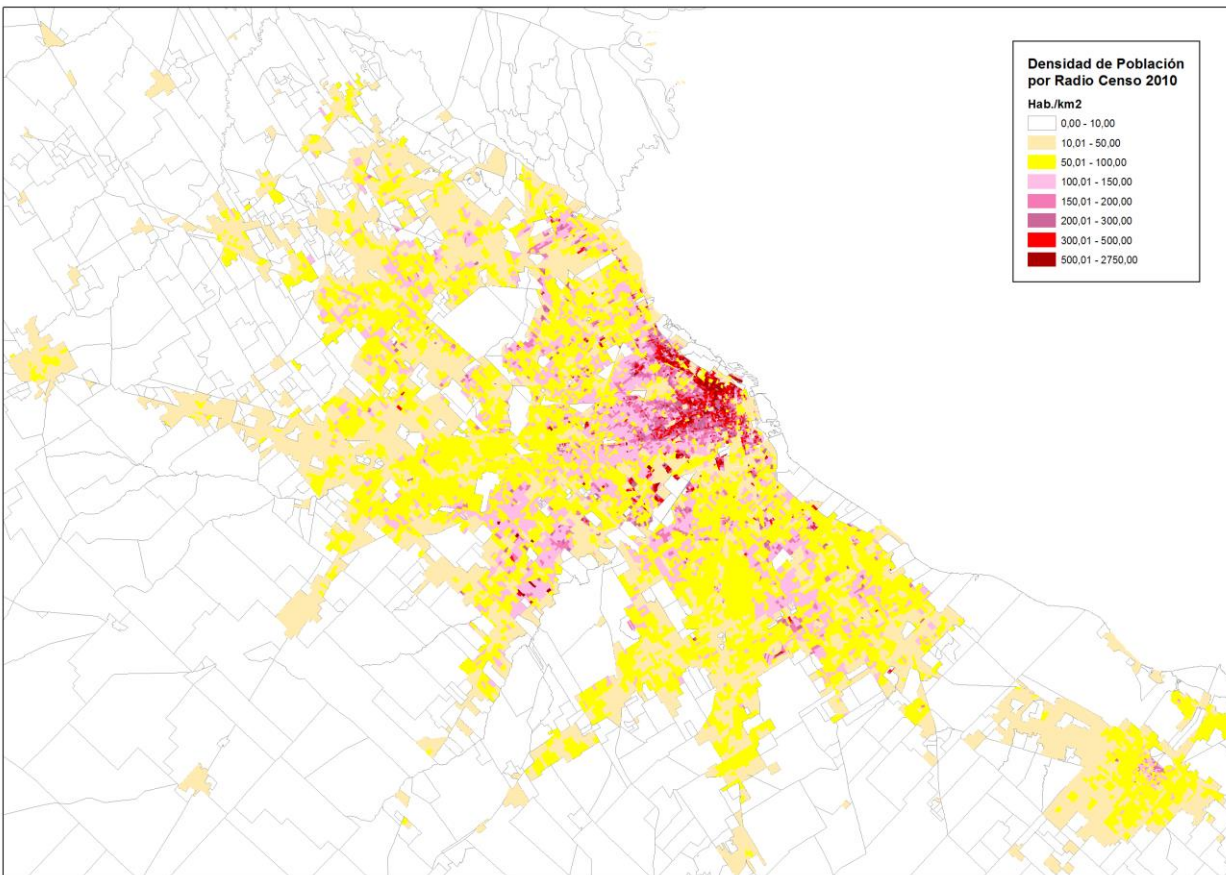 Densidad de Población
por Radio Censo 2010
Hab./km2
0,00 - 10,00
10,01 - 50,00
50,01 - 100,00
100,01 - 150,00
150,01 - 200,00
200,01 - 300,00
300,01 - 500,00
500,01 - 2750,00